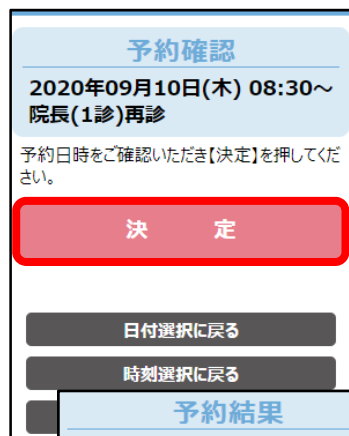 予約確認
2020年09月10日(木) 08:30～
院長(1診)再診
予約日時をご確認いただき【決定】を押してくだ
さい。
決 定
日付選択に戻る
時刻選択に戻る
予約結果